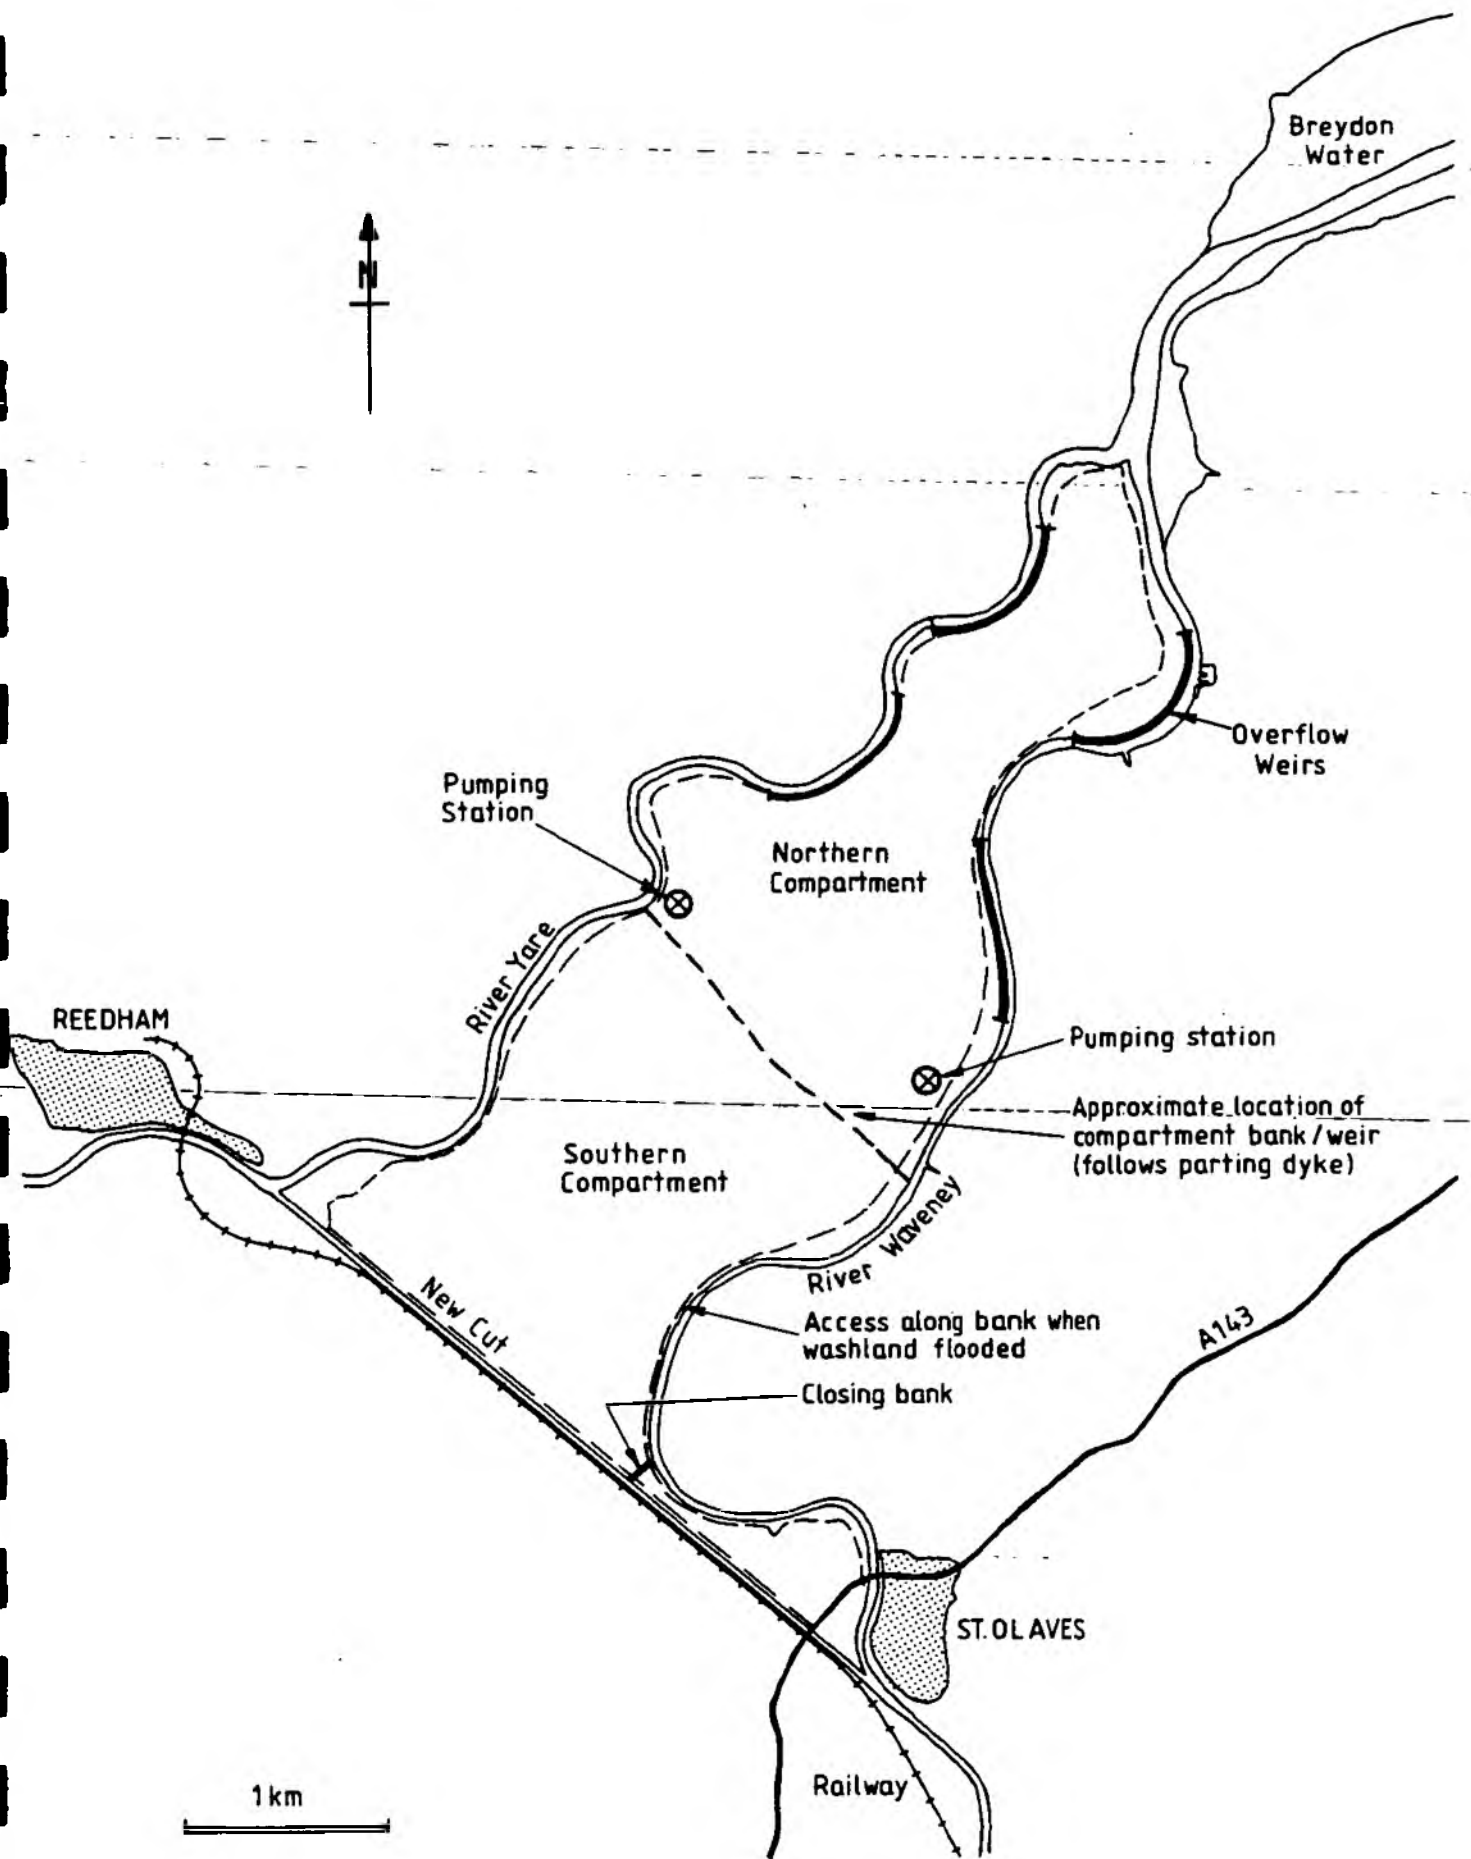 Breydon
Water
N
Overflow
Weirs
Pumping
Station
Northern
Compartment
River Yare
REEDHAM
Pumping station
Approximate location of
compartment bank/weir
(follows parting dyke)
Southern
Compartment
River Waveney
New Cut
Access along bank when
washland flooded
A143
Closing bank
ST. OLAVES
Railway
1km